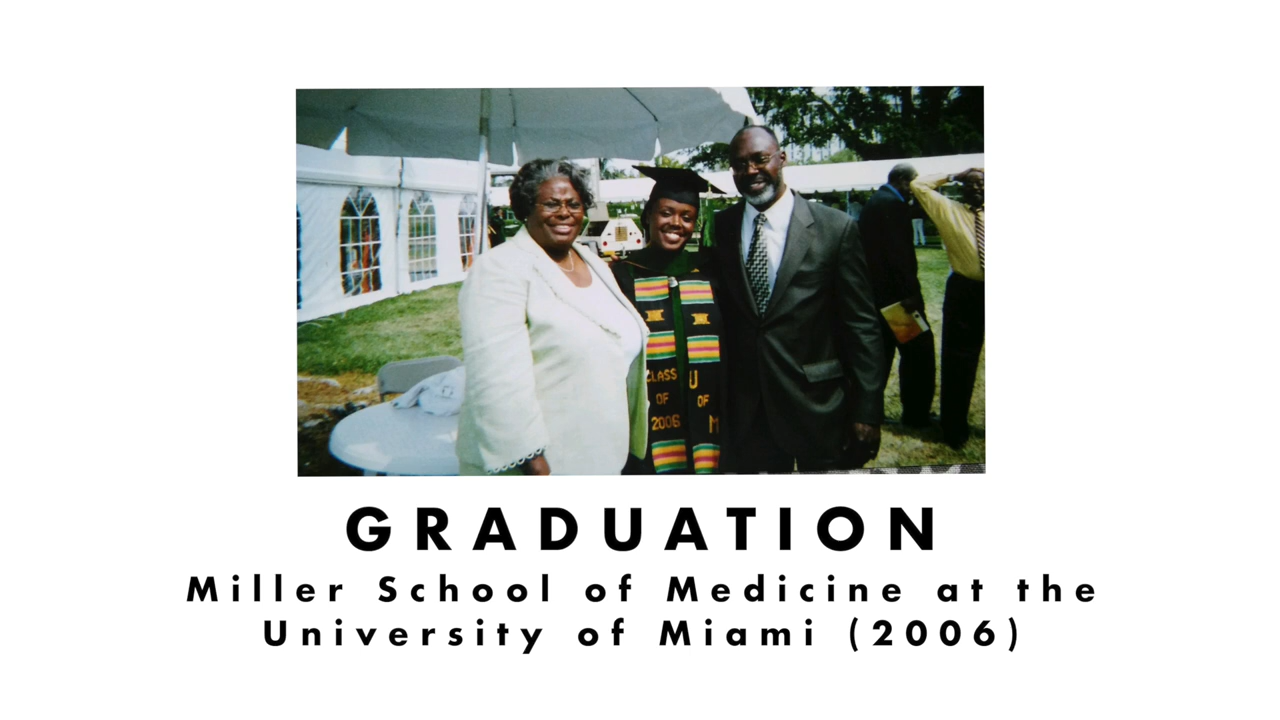 CLASS
OF
2006
U
OF
M
GRADUATION
Miller School of Medicine at the
University of Miami (2006)